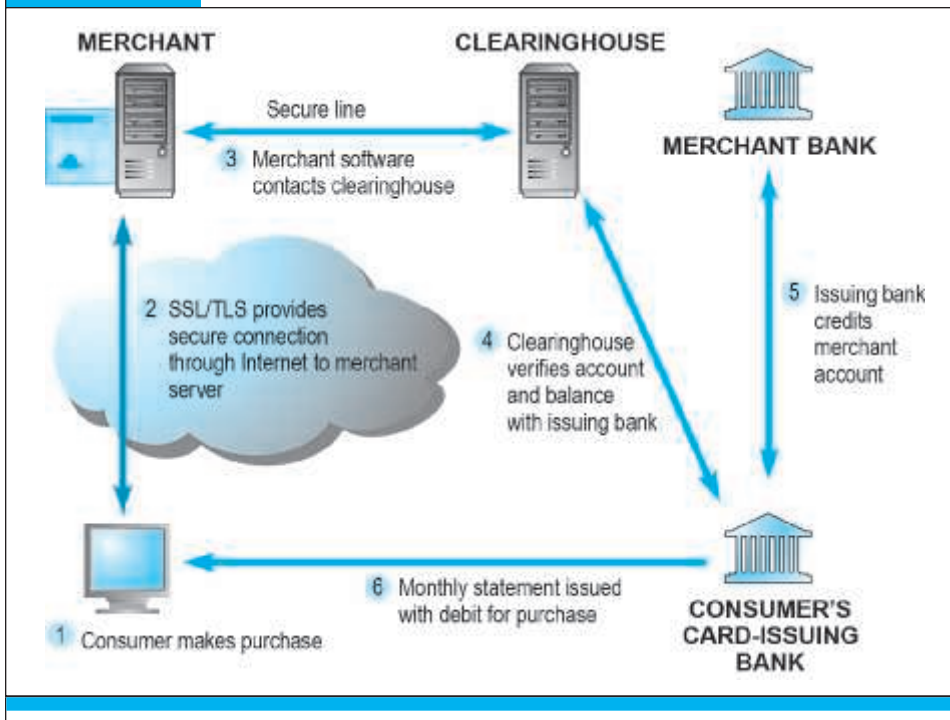 MERCHANT
CLEARINGHOUSE
MERCHANT BANK
Secure line
3 Merchant software
contacts clearinghouse
2 SSL/TLS provides
secure connection
through Internet to merchant
server
4 Clearinghouse
verifies account
and balance
with issuing bank
5 Issuing bank
credits
merchant
account
6 Monthly statement issued
with debit for purchase
1 Consumer makes purchase
CONSUMER'S
CARD-ISSUING
BANK